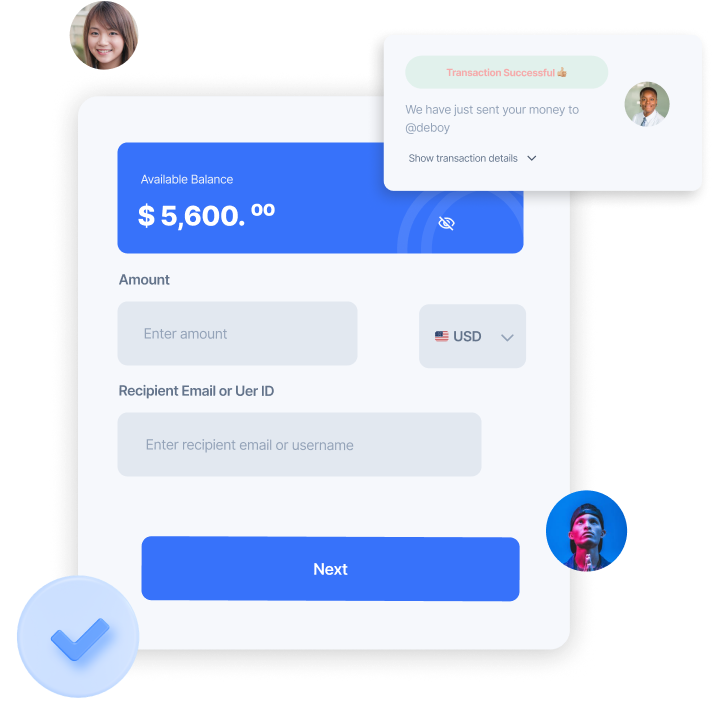 Transaction Successful 👍🏼
We have just sent your money to
@deboy
Show transaction details
Available Balance
$ 5,600. 00
Amount
Enter amount
USD
Recipient Email or Uer ID
Enter recipient email or username
Next